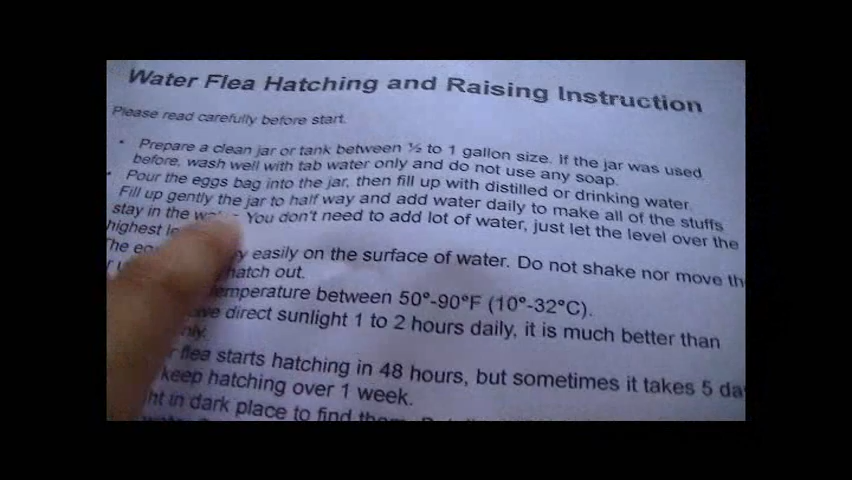 Water Flea Hatching and Raising Instruction
Please read carefully before start.
• Prepare a clean jar or tank between ½ to 1 gallon size. If the jar was used
before, wash well with tab water only and do not use any soap.
• Pour the eggs bag into the jar, then fill up with distilled or drinking water.
Fill up gently the jar to half way and add water daily to make all of the stuffs
stay in the You don't need to add lot of water, just let the level over the
highest
The easily on the surface of water. Do not shake nor move the
hatch out.
temperature between 50°-90°F (10°-32°C).
direct sunlight 1 to 2 hours daily, it is much better than
flea starts hatching in 48 hours, but sometimes it takes 5
keep hatching over 1 week.
in dark place to find